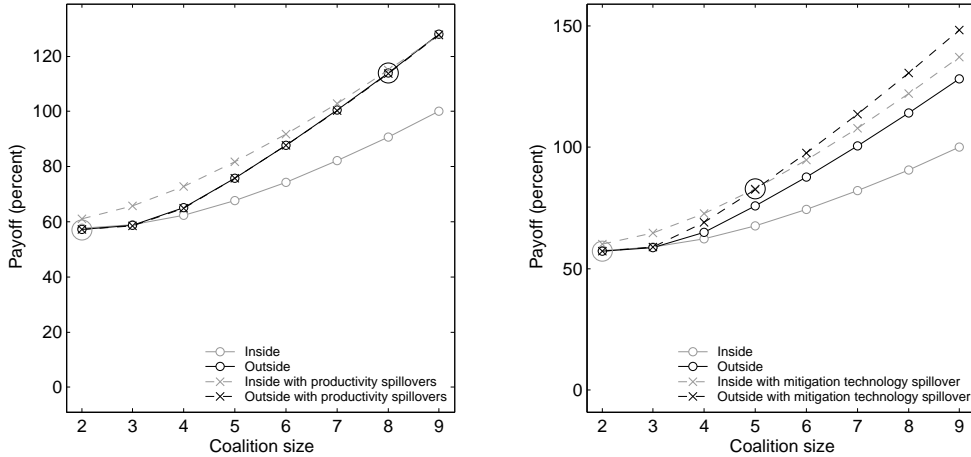 120
100
80
60
40
20
0
Payoff (percent)
Inside
Outside
Inside with productivity spillovers
Outside with productivity spillovers
2 3 4 5 6 7 8 9
Coalition size
150
100
50
0
Payoff (percent)
Inside
Outside
Inside with mitigation technology spillover
Outside with mitigation technology spillover
2 3 4 5 6 7 8 9
Coalition size